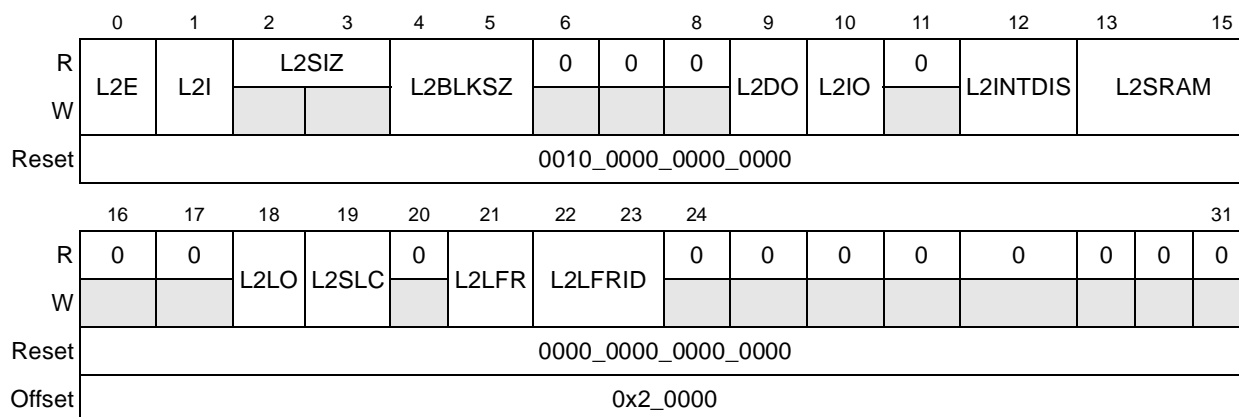 0 1 2 3 4 5 6 8 9 10 11 12 13 15
R L2E L2I L2SIZ L2BLKSZ 0 0 0 L2DO L2IO 0 L2INTDIS L2SRAM
W
Reset 0010_0000_0000_0000
16 17 18 19 20 21 22 23 24 31
R 0 0 L2LO L2SLC 0 L2LFR L2LFRID 0 0 0 0 0 0 0 0
W
Reset 0000_0000_0000_0000
Offset 0x2_0000